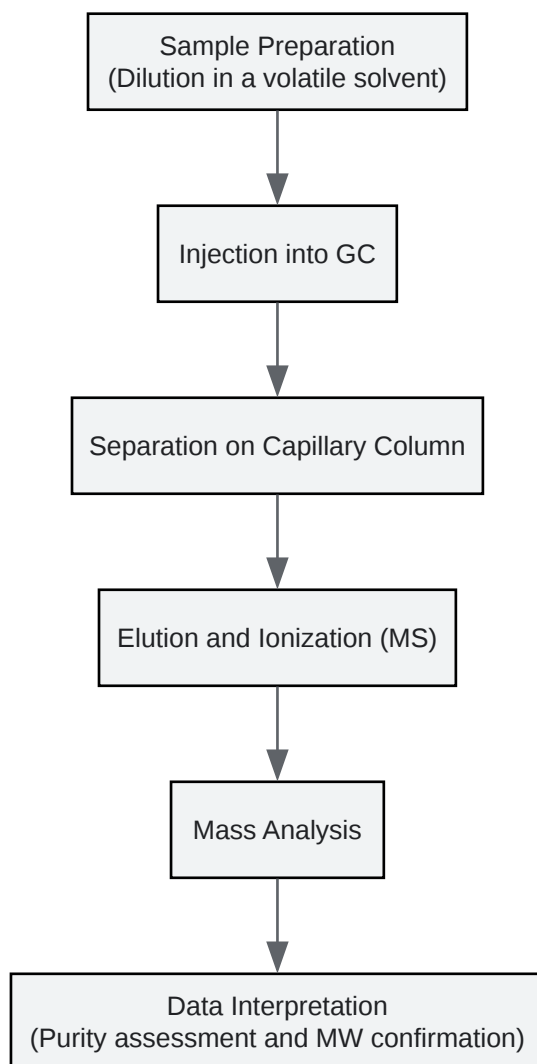 Sample Preparation
(Dilution in a volatile solvent)
Injection into GC
Separation on Capillary Column
Elution and Ionization (MS)
Mass Analysis
Data Interpretation
(Purity assessment and MW confirmation)